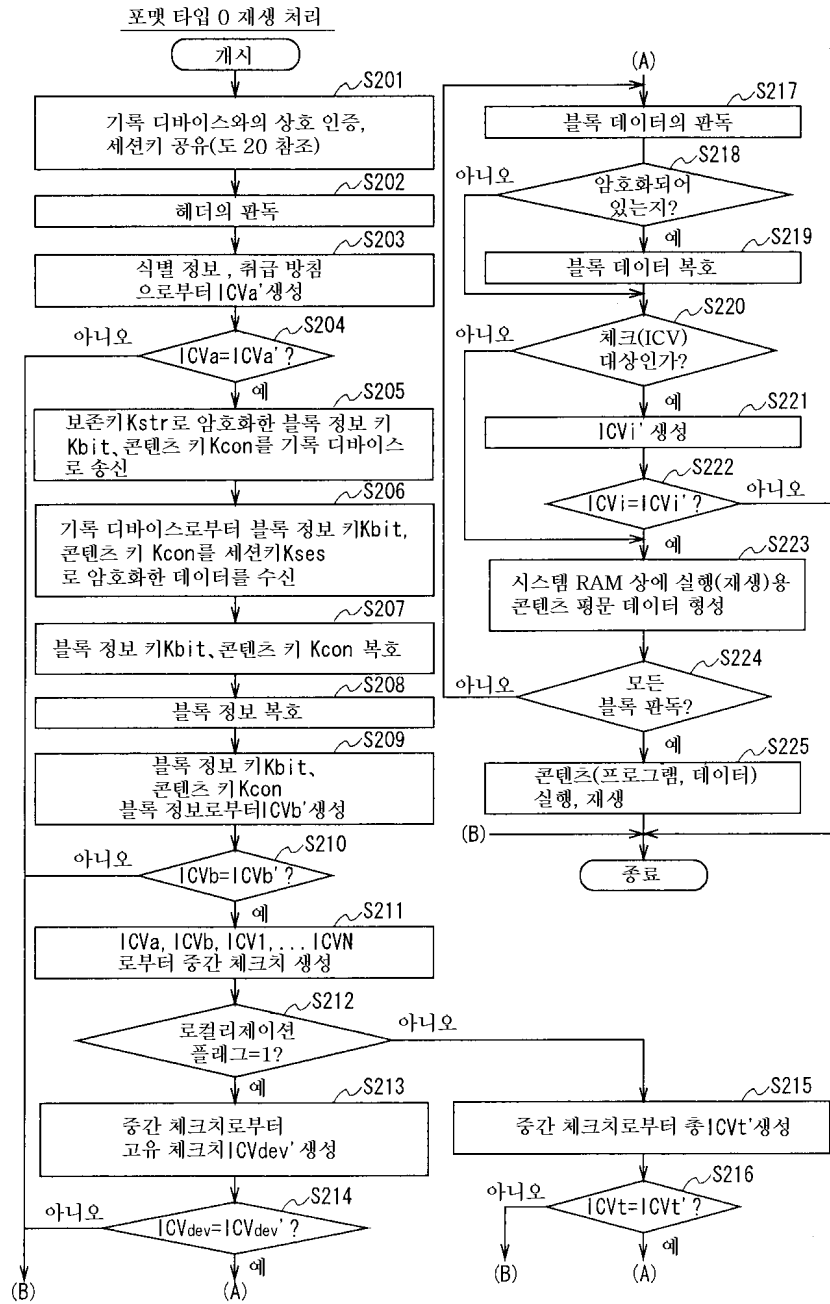 포맷 타입 0 재생 처리
개시
S201
기록 디바이스와의 상호 인증,
세션키 공유(도 20 참조)
S202
헤더의 판독
S203
식별 정보, 취급 방침
으로부터 ICVa' 생성
S204
아니오
ICVa=ICVa' ?
예
S205
보존키Kstr로 암호화한 블록 정보 키
Kbit、콘텐츠 키Kcon를 기록 디바이스
로 송신
S206
기록 디바이스로부터 블록 정보 키Kbit,
콘텐츠 키 Kcon를 세션키Kses
로 암호화한 데이터를 수신
S207
블록 정보 키Kbit、콘텐츠 키 Kcon 복호
S208
블록 정보 복호
S209
블록 정보 키Kbit、
콘텐츠 키Kcon
블록 정보로부터ICVb' 생성
S210
아니오
ICVb=ICVb' ?
예
S211
ICVa, ICVb, ICV1, ... ICVN
로부터 중간 체크치 생성
S212
로컬리제이션
플래그=1?
아니오
예
S213
중간 체크치로부터
고유 체크치ICVdev' 생성
S214
아니오
ICVdev=ICVdev' ?
예
(B)
(A)
S215
중간 체크치로부터 총ICVt' 생성
S216
아니오
ICVt=ICVt' ?
예
(B)
(A)
(A)
S217
블록 데이터의 판독
S218
아니오
암호화되어
있는지?
예
S219
블록 데이터 복호
S220
아니오
체크(ICV)
대상인가?
예
S221
ICVi' 생성
S222
ICVi=ICVi' ?
아니오
예
S223
시스템 RAM 상에 실행(재생)용
콘텐츠 평문 데이터 형성
S224
아니오
모든
블록 판독?
예
S225
콘텐츠(프로그램, 데이터)
실행, 재생
(B)
종료